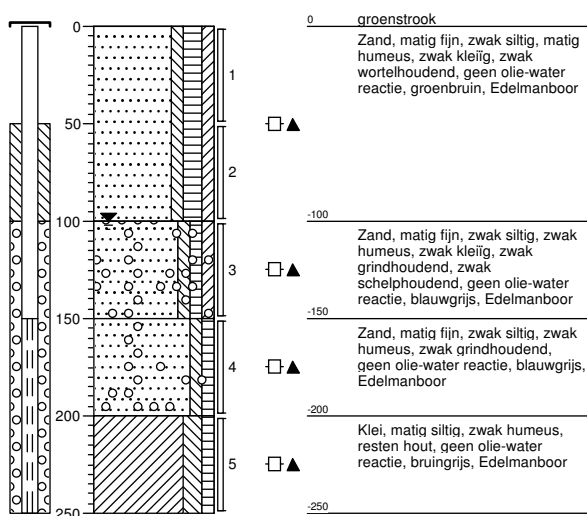 0
50
100
150
200
250
1
2
3
4
5
0
groenstrook
Zand, matig fijn, zwak siltig, matig
humeus, zwak kleiïg, zwak
wortelhoudend, geen olie-water
reactie, groenbruin, Edelmanboor
-100
Zand, matig fijn, zwak siltig, zwak
humeus, zwak kleiïg, zwak
grindhoudend, zwak
schelphoudend, geen olie-water
reactie, blauwgrijs, Edelmanboor
-150
Zand, matig fijn, zwak siltig, zwak
humeus, zwak grindhoudend,
geen olie-water reactie, blauwgrijs,
Edelmanboor
-200
Klei, matig siltig, zwak humeus,
resten hout, geen olie-water
reactie, bruingrijs, Edelmanboor
-250